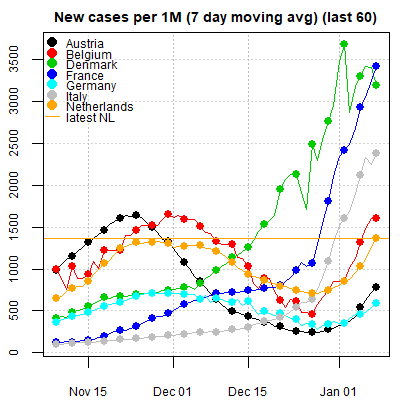 New cases per 1M (7 day moving avg) (last 60)
Austria
Belgium
Denmark
France
Germany
Italy
Netherlands
latest NL
3500
3000
2500
2000
1500
1000
500
0
Nov 15
Dec 01
Dec 15
Jan 01